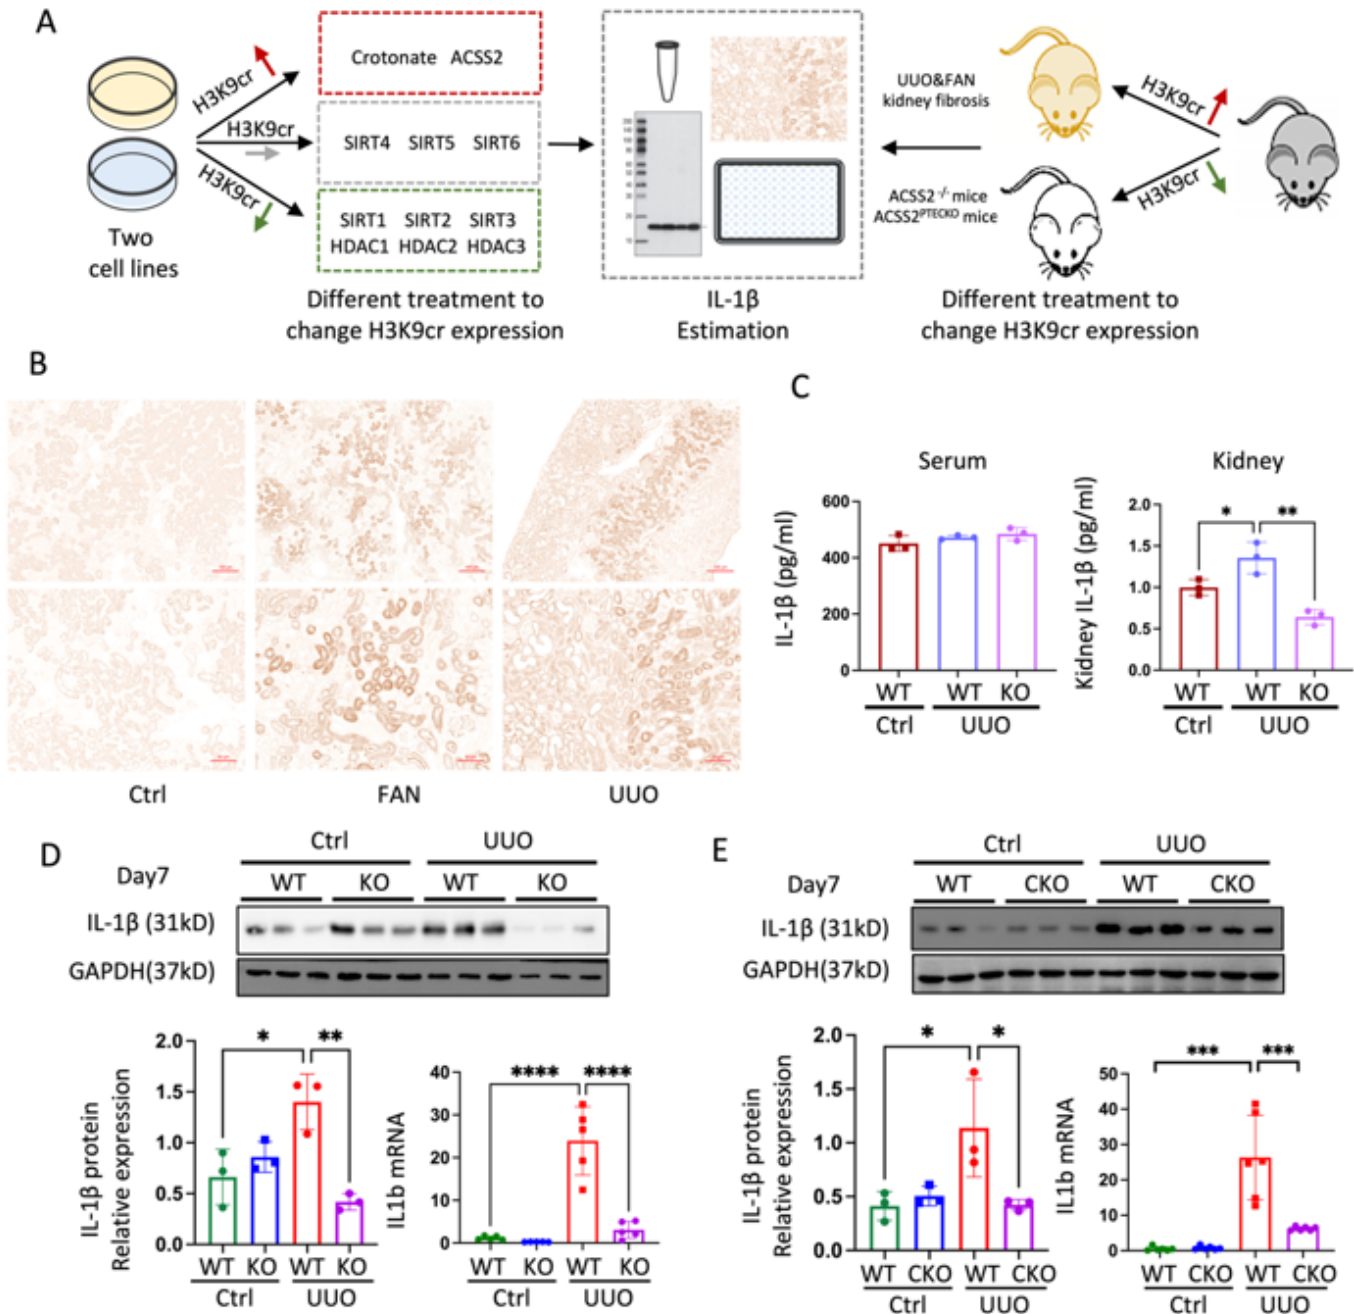 A
H3K9cr
H3K9cr
H3K9cr
Two
cell lines
Crotonate ACSS2
SIRT4 SIRT5 SIRT6
SIRT1 SIRT2 SIRT3
HDAC1 HDAC2 HDAC3
Different treatment to
change H3K9cr expression
IL-1β
Estimation
UUO&FAN
kidney fibrosis
ACSS2 -/- mice
ACSS2PTECKO mice
H3K9cr
H3K9cr
Different treatment to
change H3K9cr expression
B
Ctrl FAN UUO
C
Serum
IL-1β (pg/ml)
600
400
200
0
WT WT KO
Ctrl UUO
Kidney
Kidney IL-1β (pg/ml)
2.0
1.5
1.0
0.5
0.0
* **
WT WT KO
Ctrl UUO
D
Ctrl UUO
Day7 WT KO WT KO
IL-1β (31kD)
GAPDH(37kD)
IL-1β protein
Relative expression
2.0
1.5
1.0
0.5
0.0
* **
WT KO WT KO
Ctrl UUO
IL1b mRNA
40
30
20
10
0
**** ****
WT KO WT KO
Ctrl UUO
E
Ctrl UUO
Day7 WT CKO WT CKO
IL-1β (31kD)
GAPDH(37kD)
IL-1β protein
Relative expression
2.0
1.5
1.0
0.5
0.0
* *
WT CKO WT CKO
Ctrl UUO
IL1b mRNA
50
40
30
20
10
0
*** ***
WT CKO WT CKO
Ctrl UUO